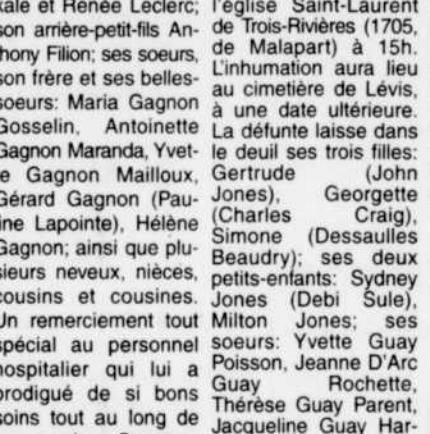 kale et Renée Leclerc;
son arrière-petit-fils An-
thony Filion; ses soeurs,
son frère et ses belles-
soeurs: Maria Gagnon
Gosselin, Antoinette
Gagnon Maranda, Yvet-
te Gagnon Mailloux,
Gérard Gagnon (Pau-
line Lapointe), Hélène
Gagnon; ainsi que plu-
sieurs neveux, nièces,
cousins et cousines.
Un remerciement tout
spécial au personnel
hospitalier qui lui a
prodigué de si bons
soins tout au long de
l'église Saint-Laurent
de Trois-Rivières (1705,
de Malapart) à 15h.
L'inhumation aura lieu
au cimetière de Lévis,
à une date ultérieure.
La défunte laisse dans
le deuil ses trois filles:
Gertrude (John
Jones), Georgette
(Charles Craig),
Simone (Dessaulles
Beaudry); ses deux
petits-enfants: Sydney
Jones (Debi Sule),
Milton Jones; ses
soeurs: Yvette Guay
Poisson, Jeanne D'Arc
Guay Rochette,
Thérèse Guay Parent,
Jacqueline Guay Har-